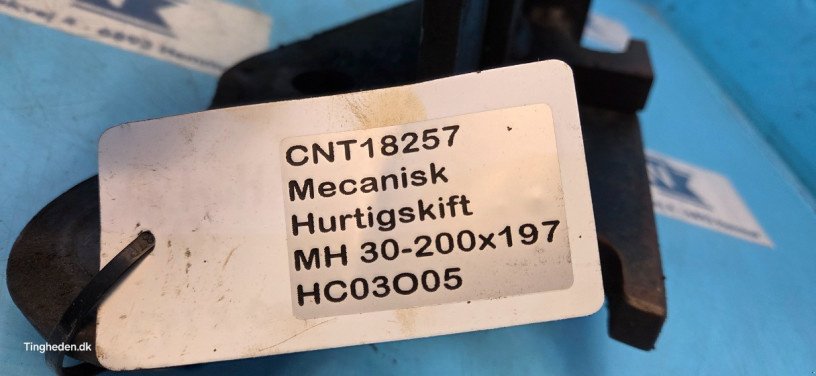 CNT18257
Mecanisk
Hurtigskift
MH 30-200x197
HC03O05
Tingheden.dk